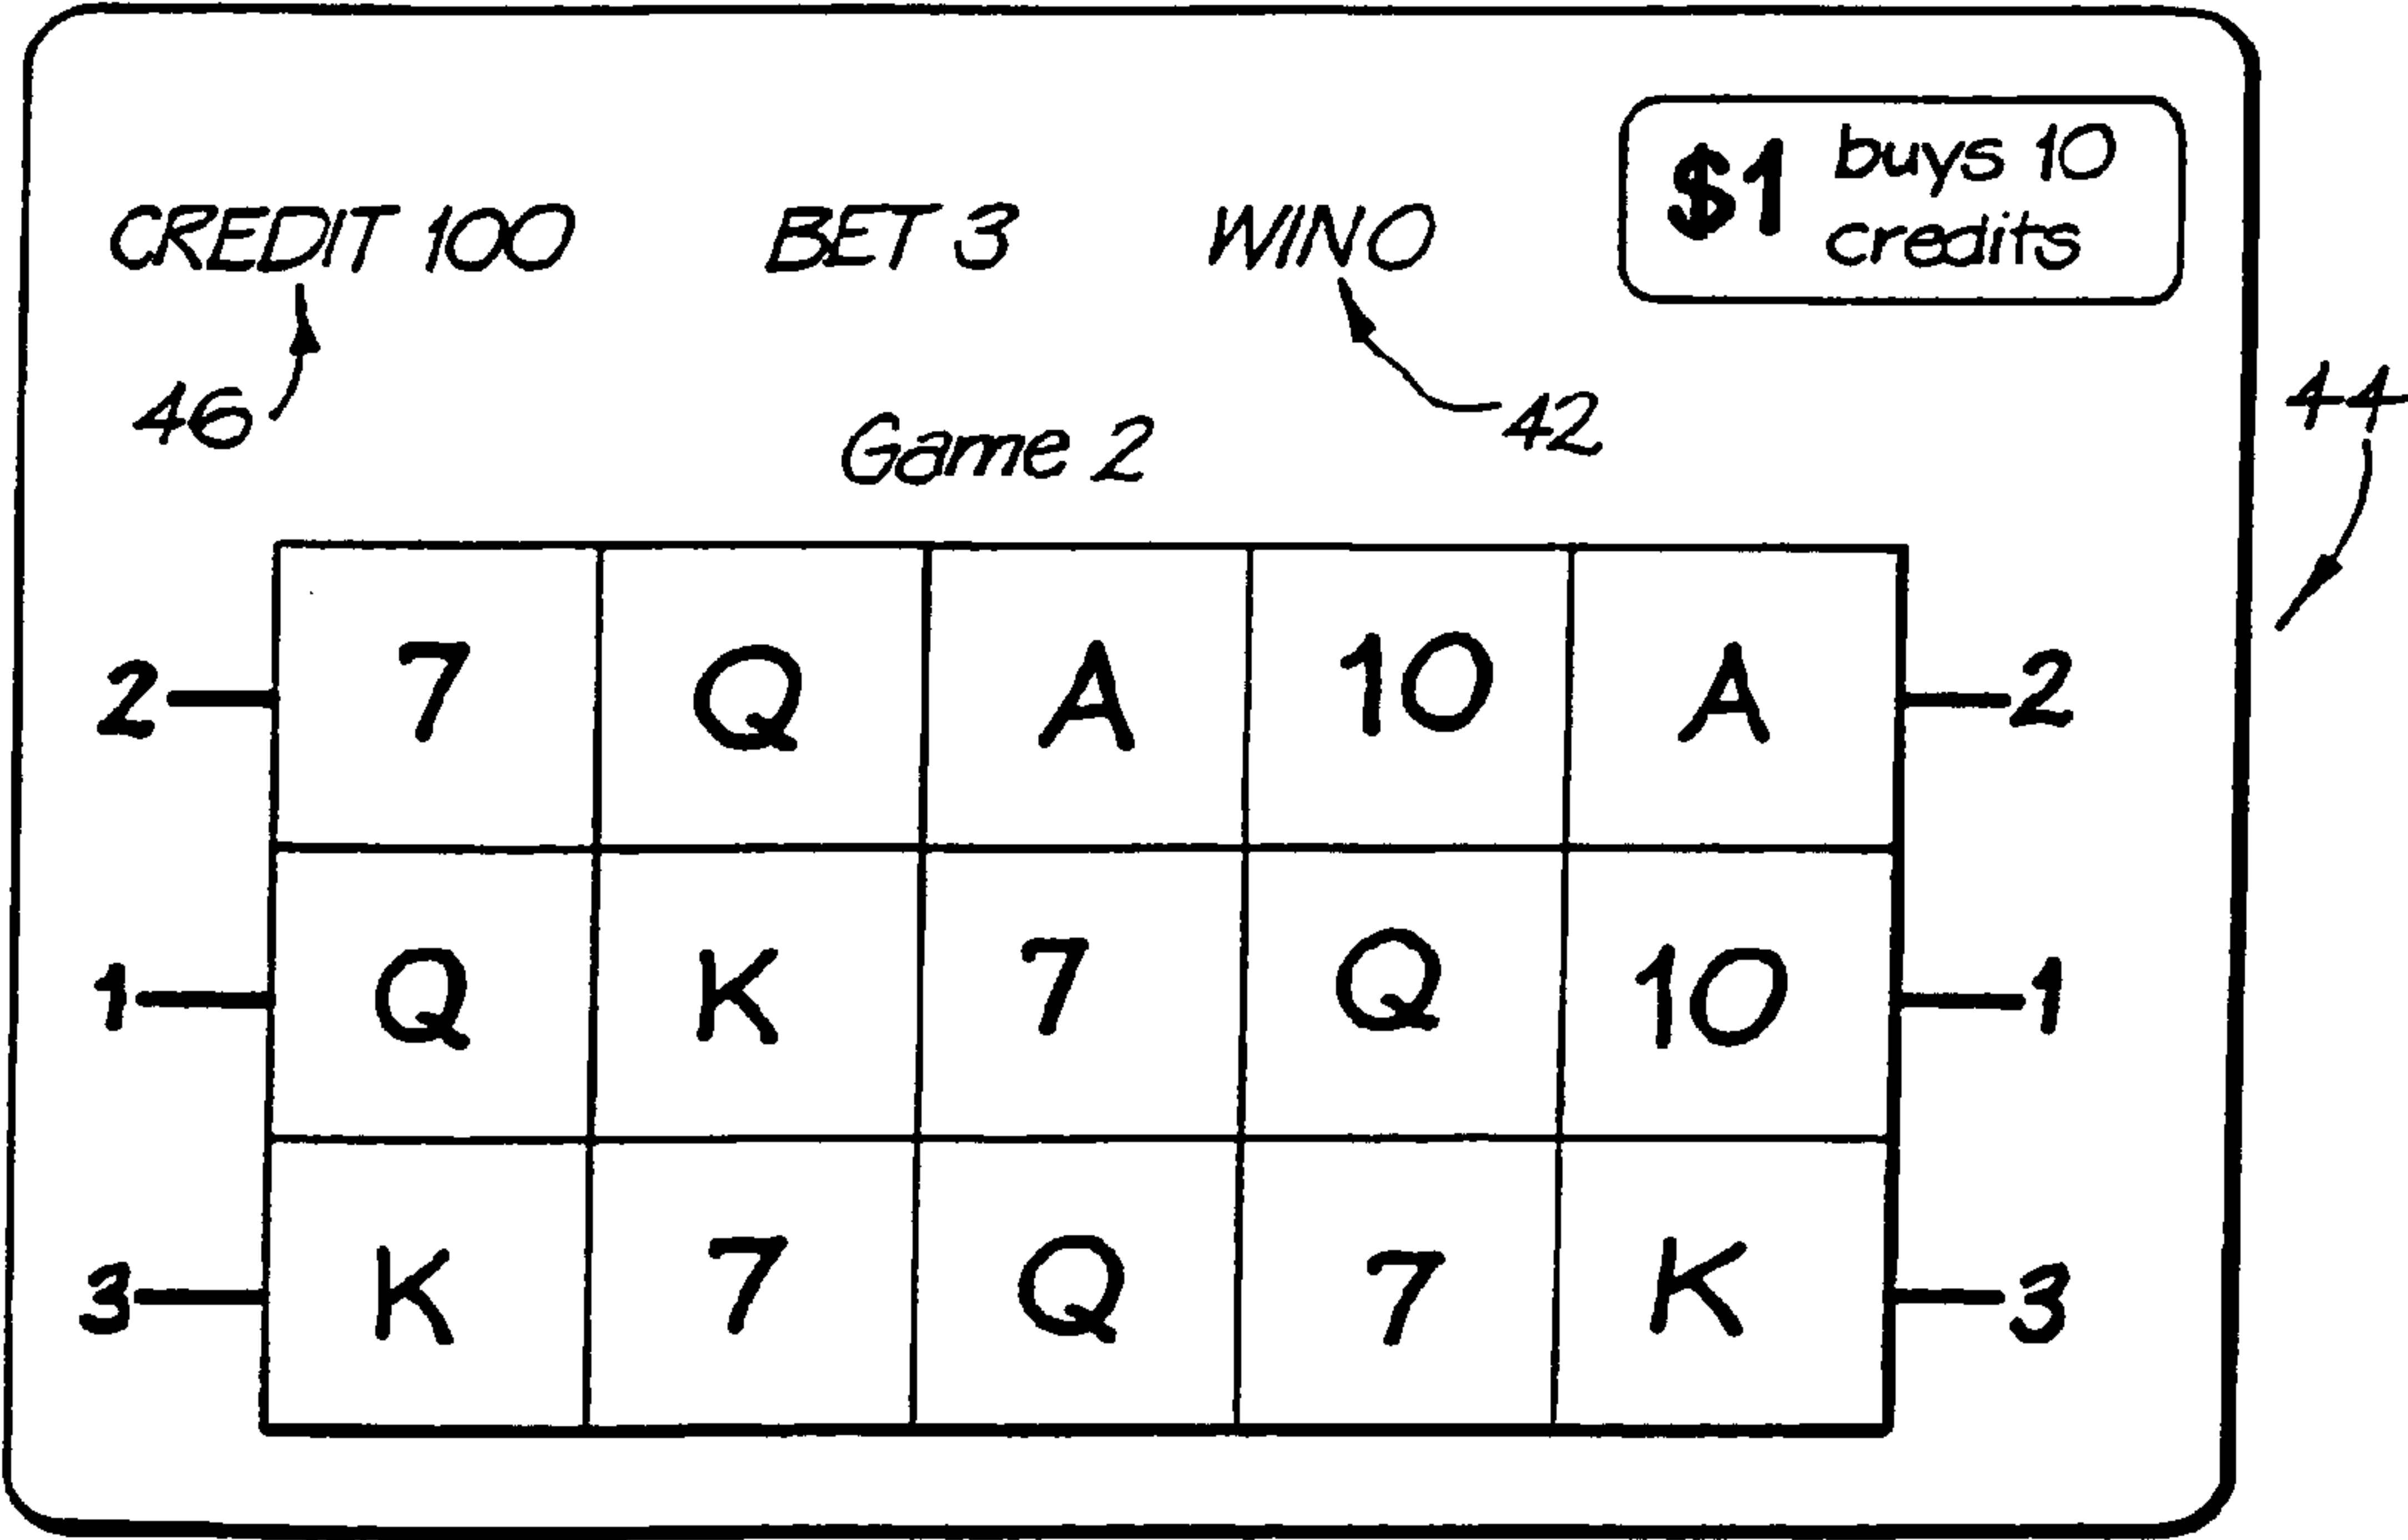 $1 buys 10 credits
CREDIT 100 BET 3 WIN 0
46 42 44
Game 2
2 7 Q A 10 A 2
1 Q K 7 Q 10 1
3 K 7 Q 7 K 3